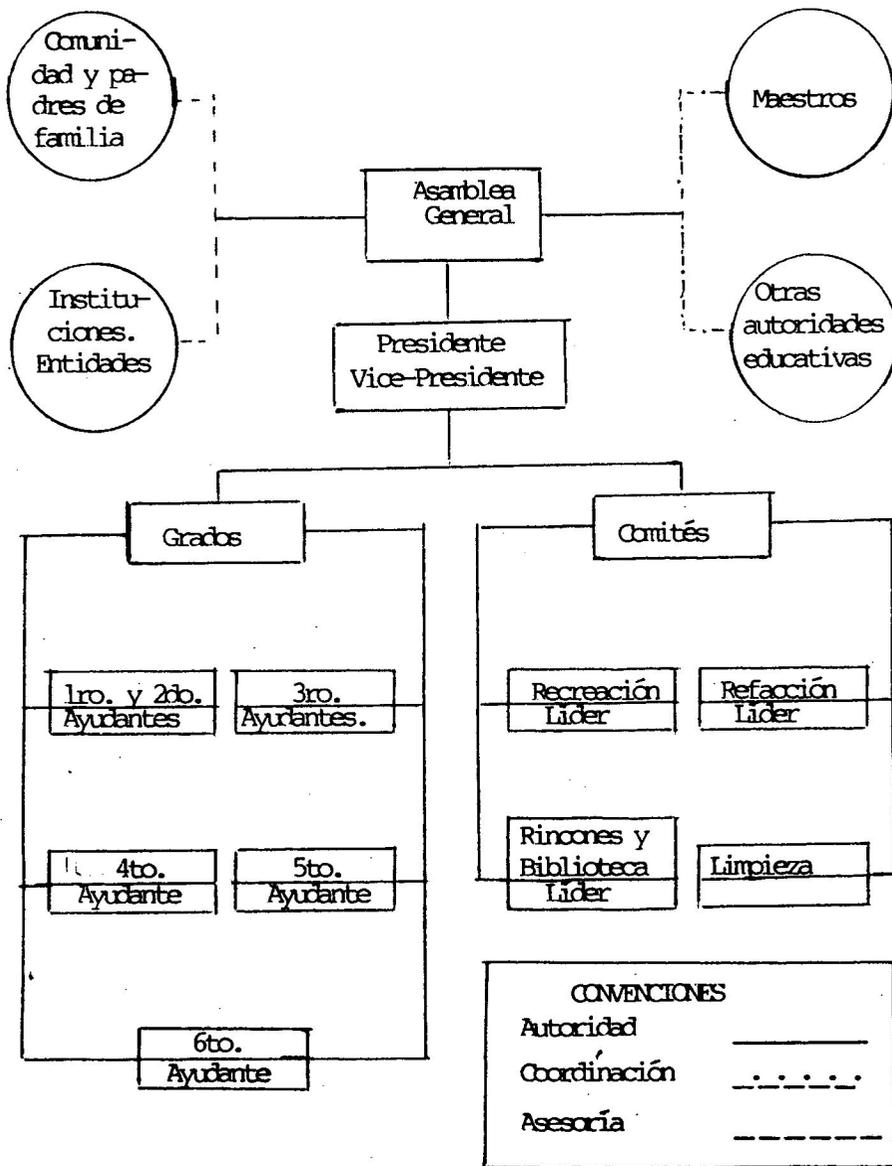 Comuni-
dad y pa-
dres de
familia
Maestros
Asamblea
General
Institu-
ciones.
Entidades
Otras
autoridades
educativas
Presidente
Vice-Presidente
Grados
Comités
1ro. y 2do.
Ayudantes
3ro.
Ayudantes.
Recreación
Líder
Refacción
Líder
4to.
Ayudante
5to.
Ayudante
Rincones y
Biblioteca
Líder
Limpieza
6to.
Ayudante
CONVENCIONES
Autoridad
Coordinación
Asesoría